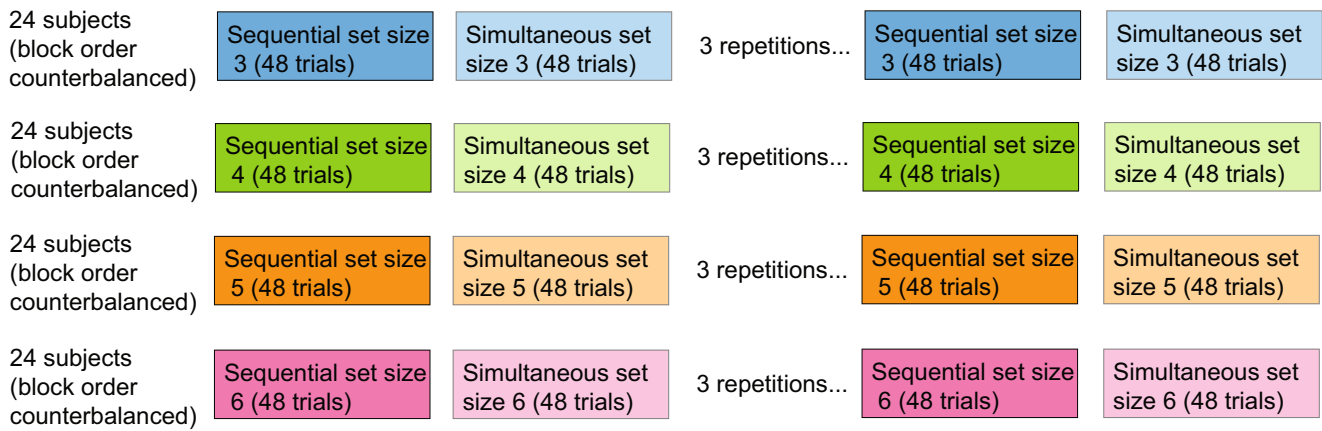 24 subjects
(block order
counterbalanced)
Sequential set size
3 (48 trials)
Simultaneous set
size 3 (48 trials)
3 repetitions...
Sequential set size
3 (48 trials)
Simultaneous set
size 3 (48 trials)
24 subjects
(block order
counterbalanced)
Sequential set size
4 (48 trials)
Simultaneous set
size 4 (48 trials)
3 repetitions...
Sequential set size
4 (48 trials)
Simultaneous set
size 4 (48 trials)
24 subjects
(block order
counterbalanced)
Sequential set size
5 (48 trials)
Simultaneous set
size 5 (48 trials)
3 repetitions...
Sequential set size
5 (48 trials)
Simultaneous set
size 5 (48 trials)
24 subjects
(block order
counterbalanced)
Sequential set size
6 (48 trials)
Simultaneous set
size 6 (48 trials)
3 repetitions...
Sequential set size
6 (48 trials)
Simultaneous set
size 6 (48 trials)